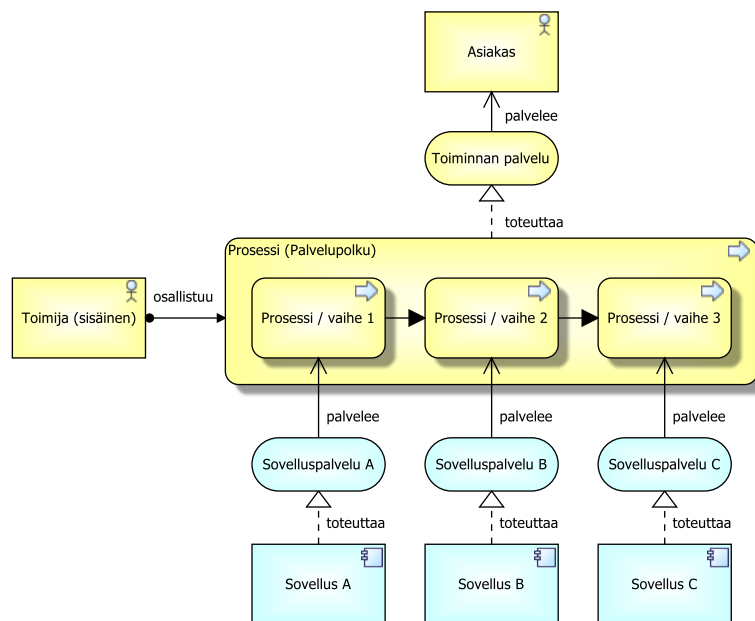 Asiakas
palvelee
Toiminnan palvelu
toteuttaa
Prosessi (Palvelupolku)
Toimija (sisäinen)
osallistuu
Prosessi / vaihe 1
Prosessi / vaihe 2
Prosessi / vaihe 3
palvelee
palvelee
palvelee
Sovelluspalvelu A
Sovelluspalvelu B
Sovelluspalvelu C
toteuttaa
toteuttaa
toteuttaa
Sovellus A
Sovellus B
Sovellus C